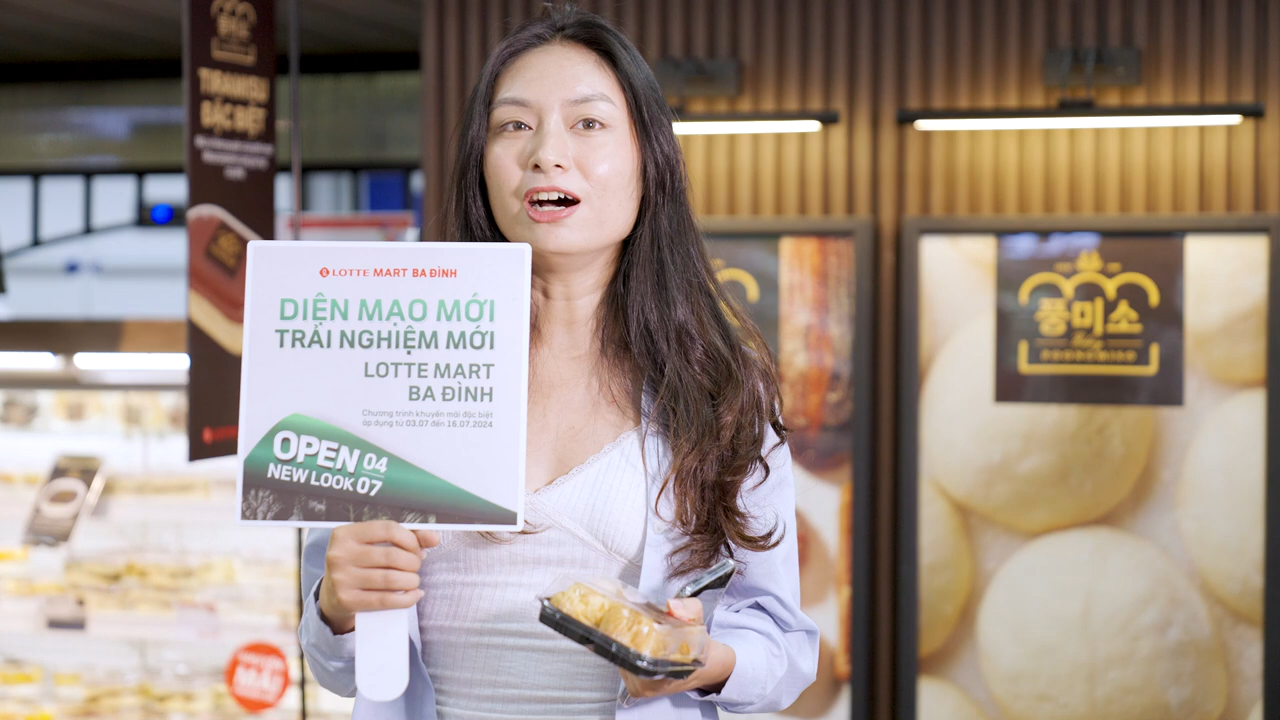 TIRAMISU
ĐẶC BIỆT
LOTTE MART BA ĐÌNH
DIỆN MẠO MỚI
TRẢI NGHIỆM MỚI
LOTTE MART
BA ĐÌNH
Chương trình khuyến mãi đặc biệt
áp dụng từ 03.07 đến 16.07.2024
OPEN 04
NEW LOOK 07
풍미소